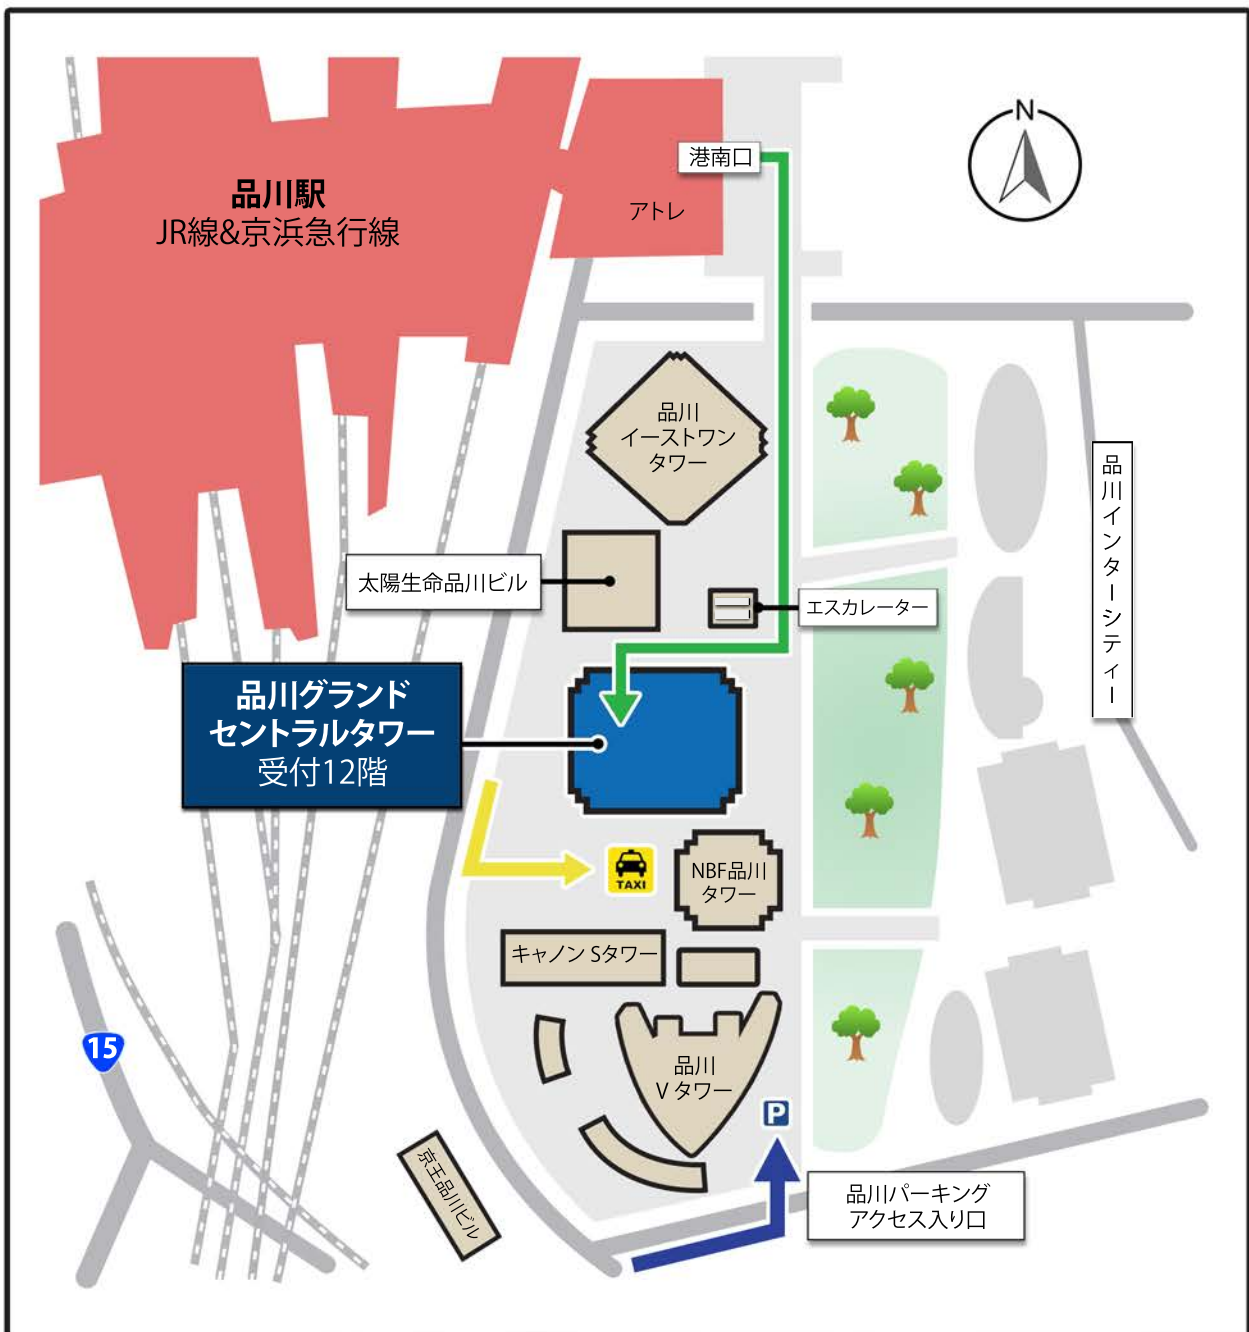 N
港南口
品川駅
JR線&京浜急行線
アトレ
品川
イーストワン
タワー
品川インターシティー
太陽生命品川ビル
エスカレーター
品川グランド
セントラルタワー
受付12階
TAXI
NBF品川
タワー
キャノン Sタワー
15
品川
V タワー
P
京王品川ビル
品川パーキング
アクセス入り口